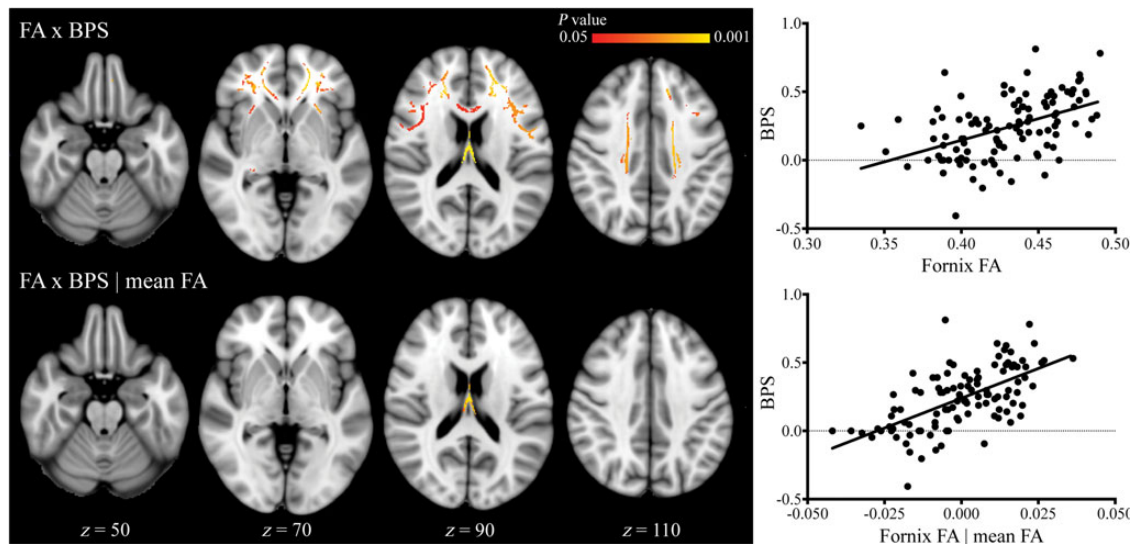 FA x BPS
P value
0.05 0.001
FA x BPS | mean FA
z = 50 z = 70 z = 90 z = 110
1.0
0.5
0.0
-0.5
BPS
0.30 0.35 0.40 0.45 0.50
Fornix FA
1.0
0.5
0.0
-0.5
BPS
-0.050 -0.025 0.000 0.025 0.050
Fornix FA | mean FA